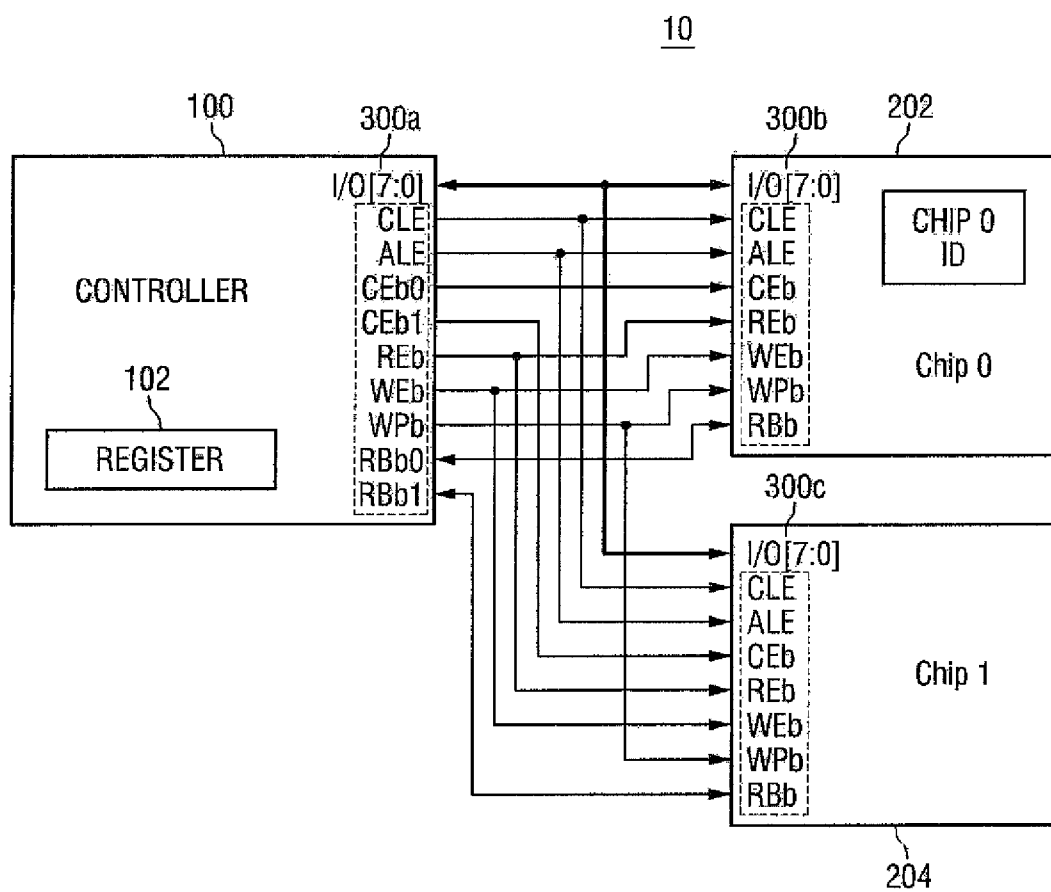 10
100
300a
300b
202
I/O[7:0]
CLE
ALE
CEb0
CEb1
REb
WEb
WPb
RBb0
RBb1
CONTROLLER
102
REGISTER
I/O[7:0]
CLE
ALE
CEb
REb
WEb
WPb
RBb
CHIP 0
ID
Chip 0
300c
I/O[7:0]
CLE
ALE
CEb
REb
WEb
WPb
RBb
Chip 1
204